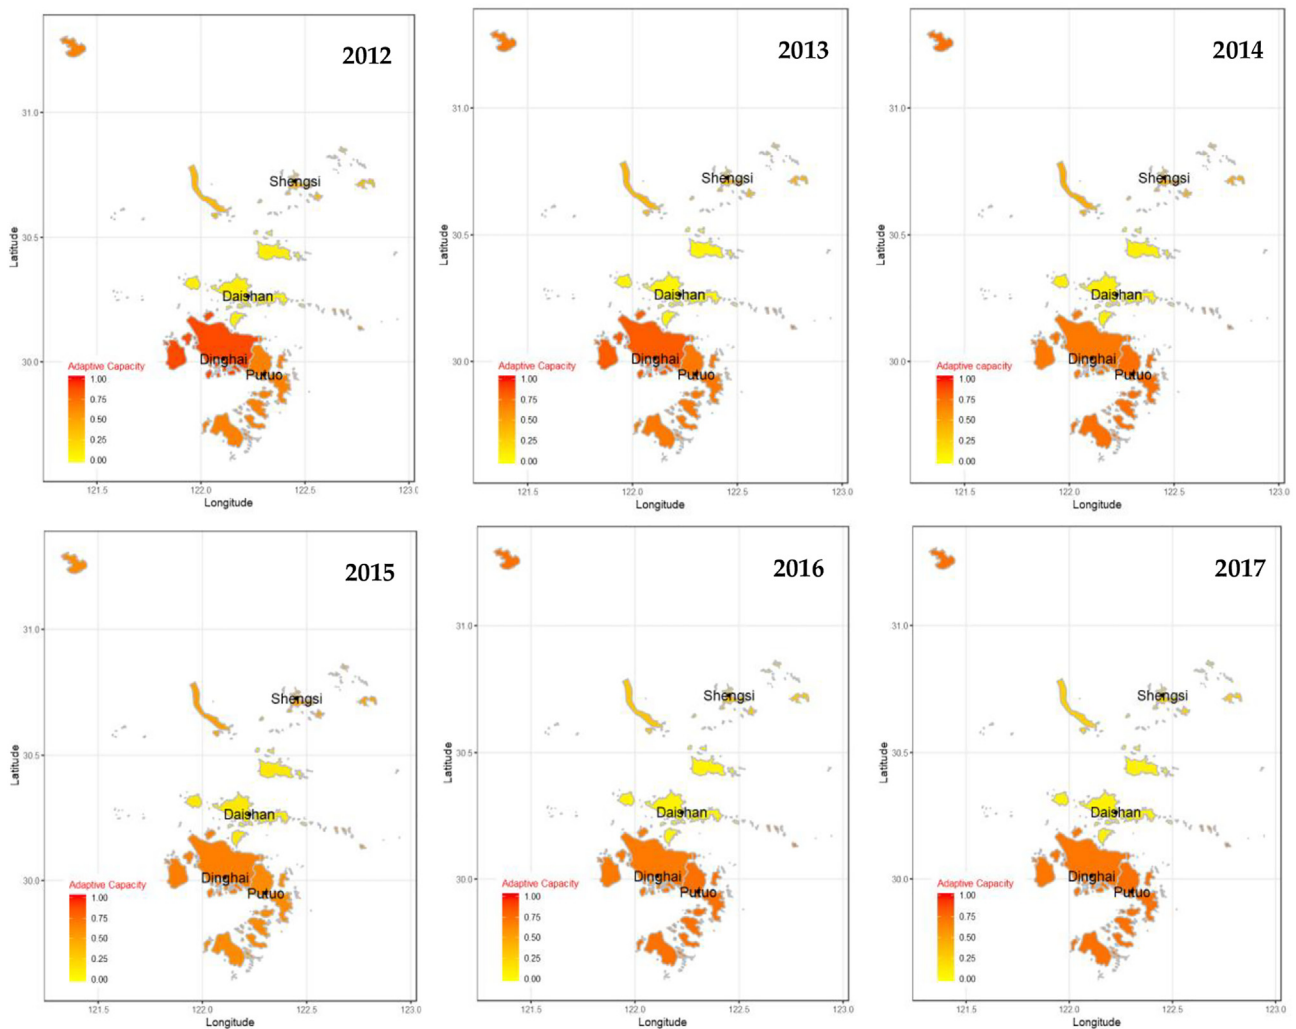 2012
31.0
Shengsi
30.5
Latitude
Daishan
Dinghai
30.0
Putuo
Adaptive Capacity
1.00
0.75
0.50
0.25
0.00
121.5
122.0
122.5
123.0
Longitude
2013
31.0
Shengsi
30.5
Latitude
Daishan
Dinghai
30.0
Putuo
Adaptive Capacity
1.00
0.75
0.50
0.25
0.00
121.5
122.0
122.5
123.0
Longitude
2014
31.0
Shengsi
30.5
Latitude
Daishan
Dinghai
30.0
Putuo
Adaptive capacity
1.00
0.75
0.50
0.25
0.00
121.5
122.0
122.5
123.0
Longitude
2015
31.0
Shengsi
30.5
Latitude
Daishan
Dinghai
30.0
Putuo
Adaptive Capacity
1.00
0.75
0.50
0.25
0.00
121.5
122.0
122.5
123.0
Longitude
2016
31.0
Shengsi
30.5
Latitude
Daishan
Dinghai
30.0
Putuo
Adaptive Capacity
1.00
0.75
0.50
0.25
0.00
121.5
122.0
122.5
123.0
Longitude
2017
31.0
Shengsi
30.5
Latitude
Daishan
Dinghai
30.0
Putuo
Adaptive Capacity
1.00
0.75
0.50
0.25
0.00
121.5
122.0
122.5
123.0
Longitude